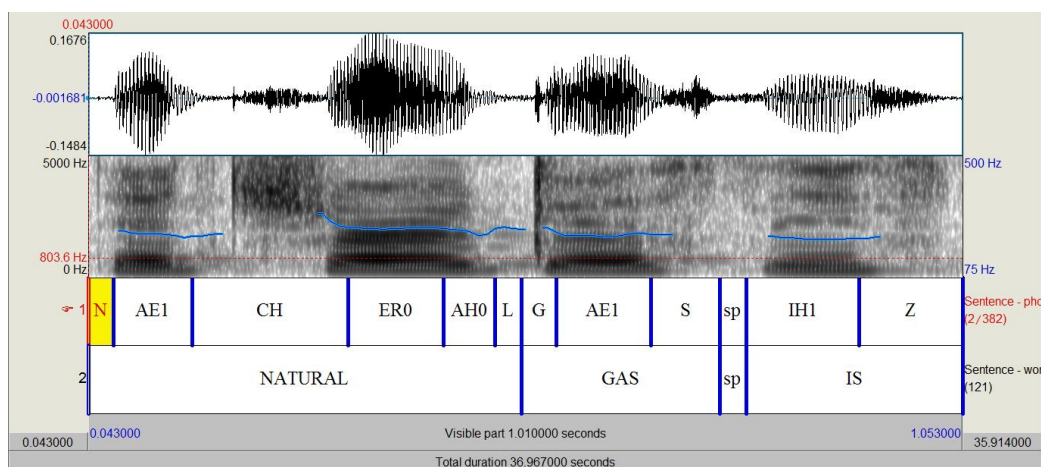 0.043000
0.1676
-0.001681
-0.1484
5000 Hz 500 Hz
803.6 Hz
0 Hz 75 Hz
☞ 1 N AE1 CH ER0 AH0 L G AE1 S sp IH1 Z Sentence - pho
(2/382)
2 NATURAL GAS sp IS Sentence - wor
(121)
0.043000 0.043000 Visible part 1.010000 seconds 1.053000 35.914000
Total duration 36.967000 seconds